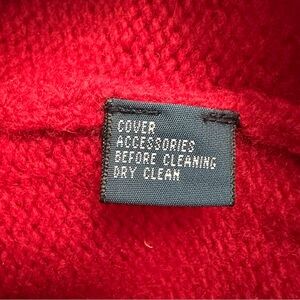 COVER
ACCESSORIES
BEFORE CLEANING
DRY CLEAN